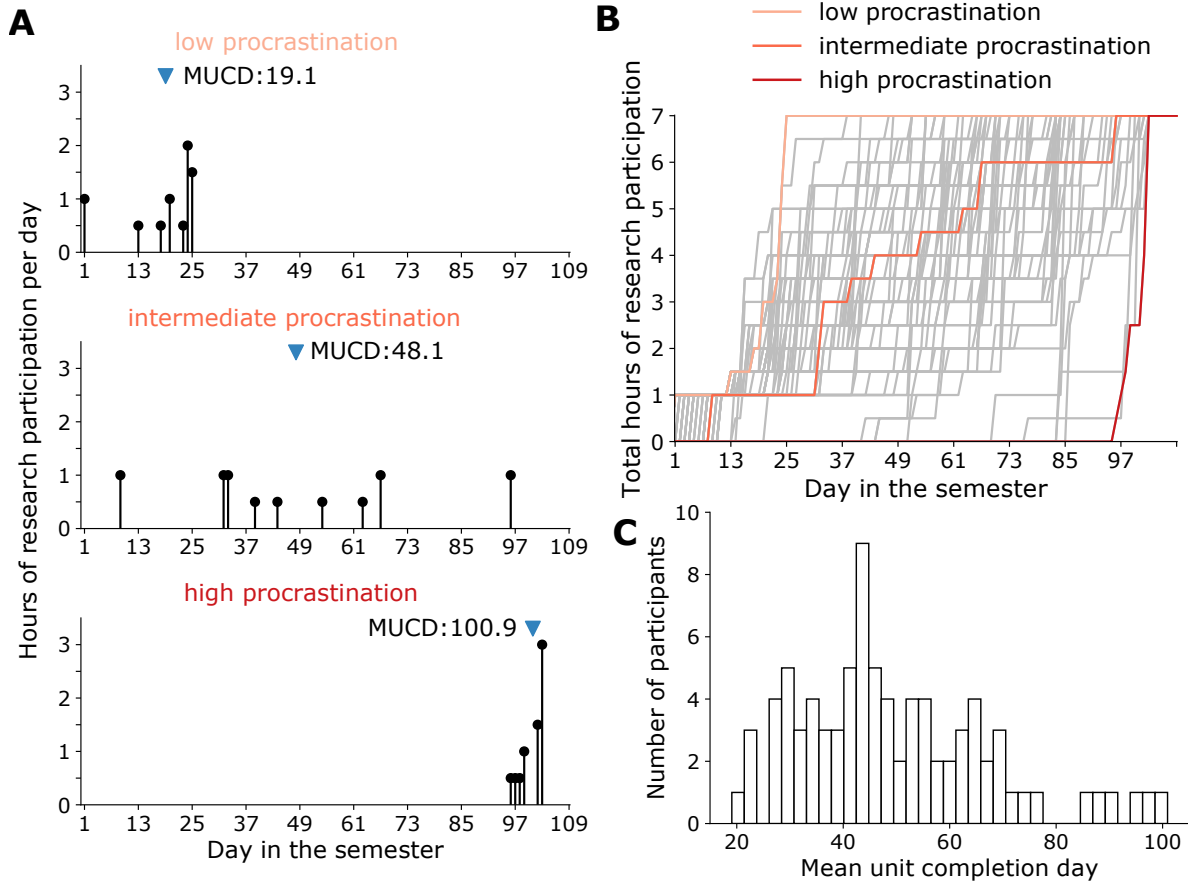 A
Hours of research participation per day
low procrastination
MUCD:19.1
3
2
1
0
1 13 25 37 49 61 73 85 97 109
intermediate procrastination
MUCD:48.1
3
2
1
0
1 13 25 37 49 61 73 85 97 109
high procrastination
MUCD:100.9
3
2
1
0
1 13 25 37 49 61 73 85 97 109
Day in the semester
B
low procrastination
intermediate procrastination
high procrastination
Total hours of research participation
7
6
5
4
3
2
1
0
1 13 25 37 49 61 73 85 97
Day in the semester
C
Number of participants
10
8
6
4
2
0
20 40 60 80 100
Mean unit completion day